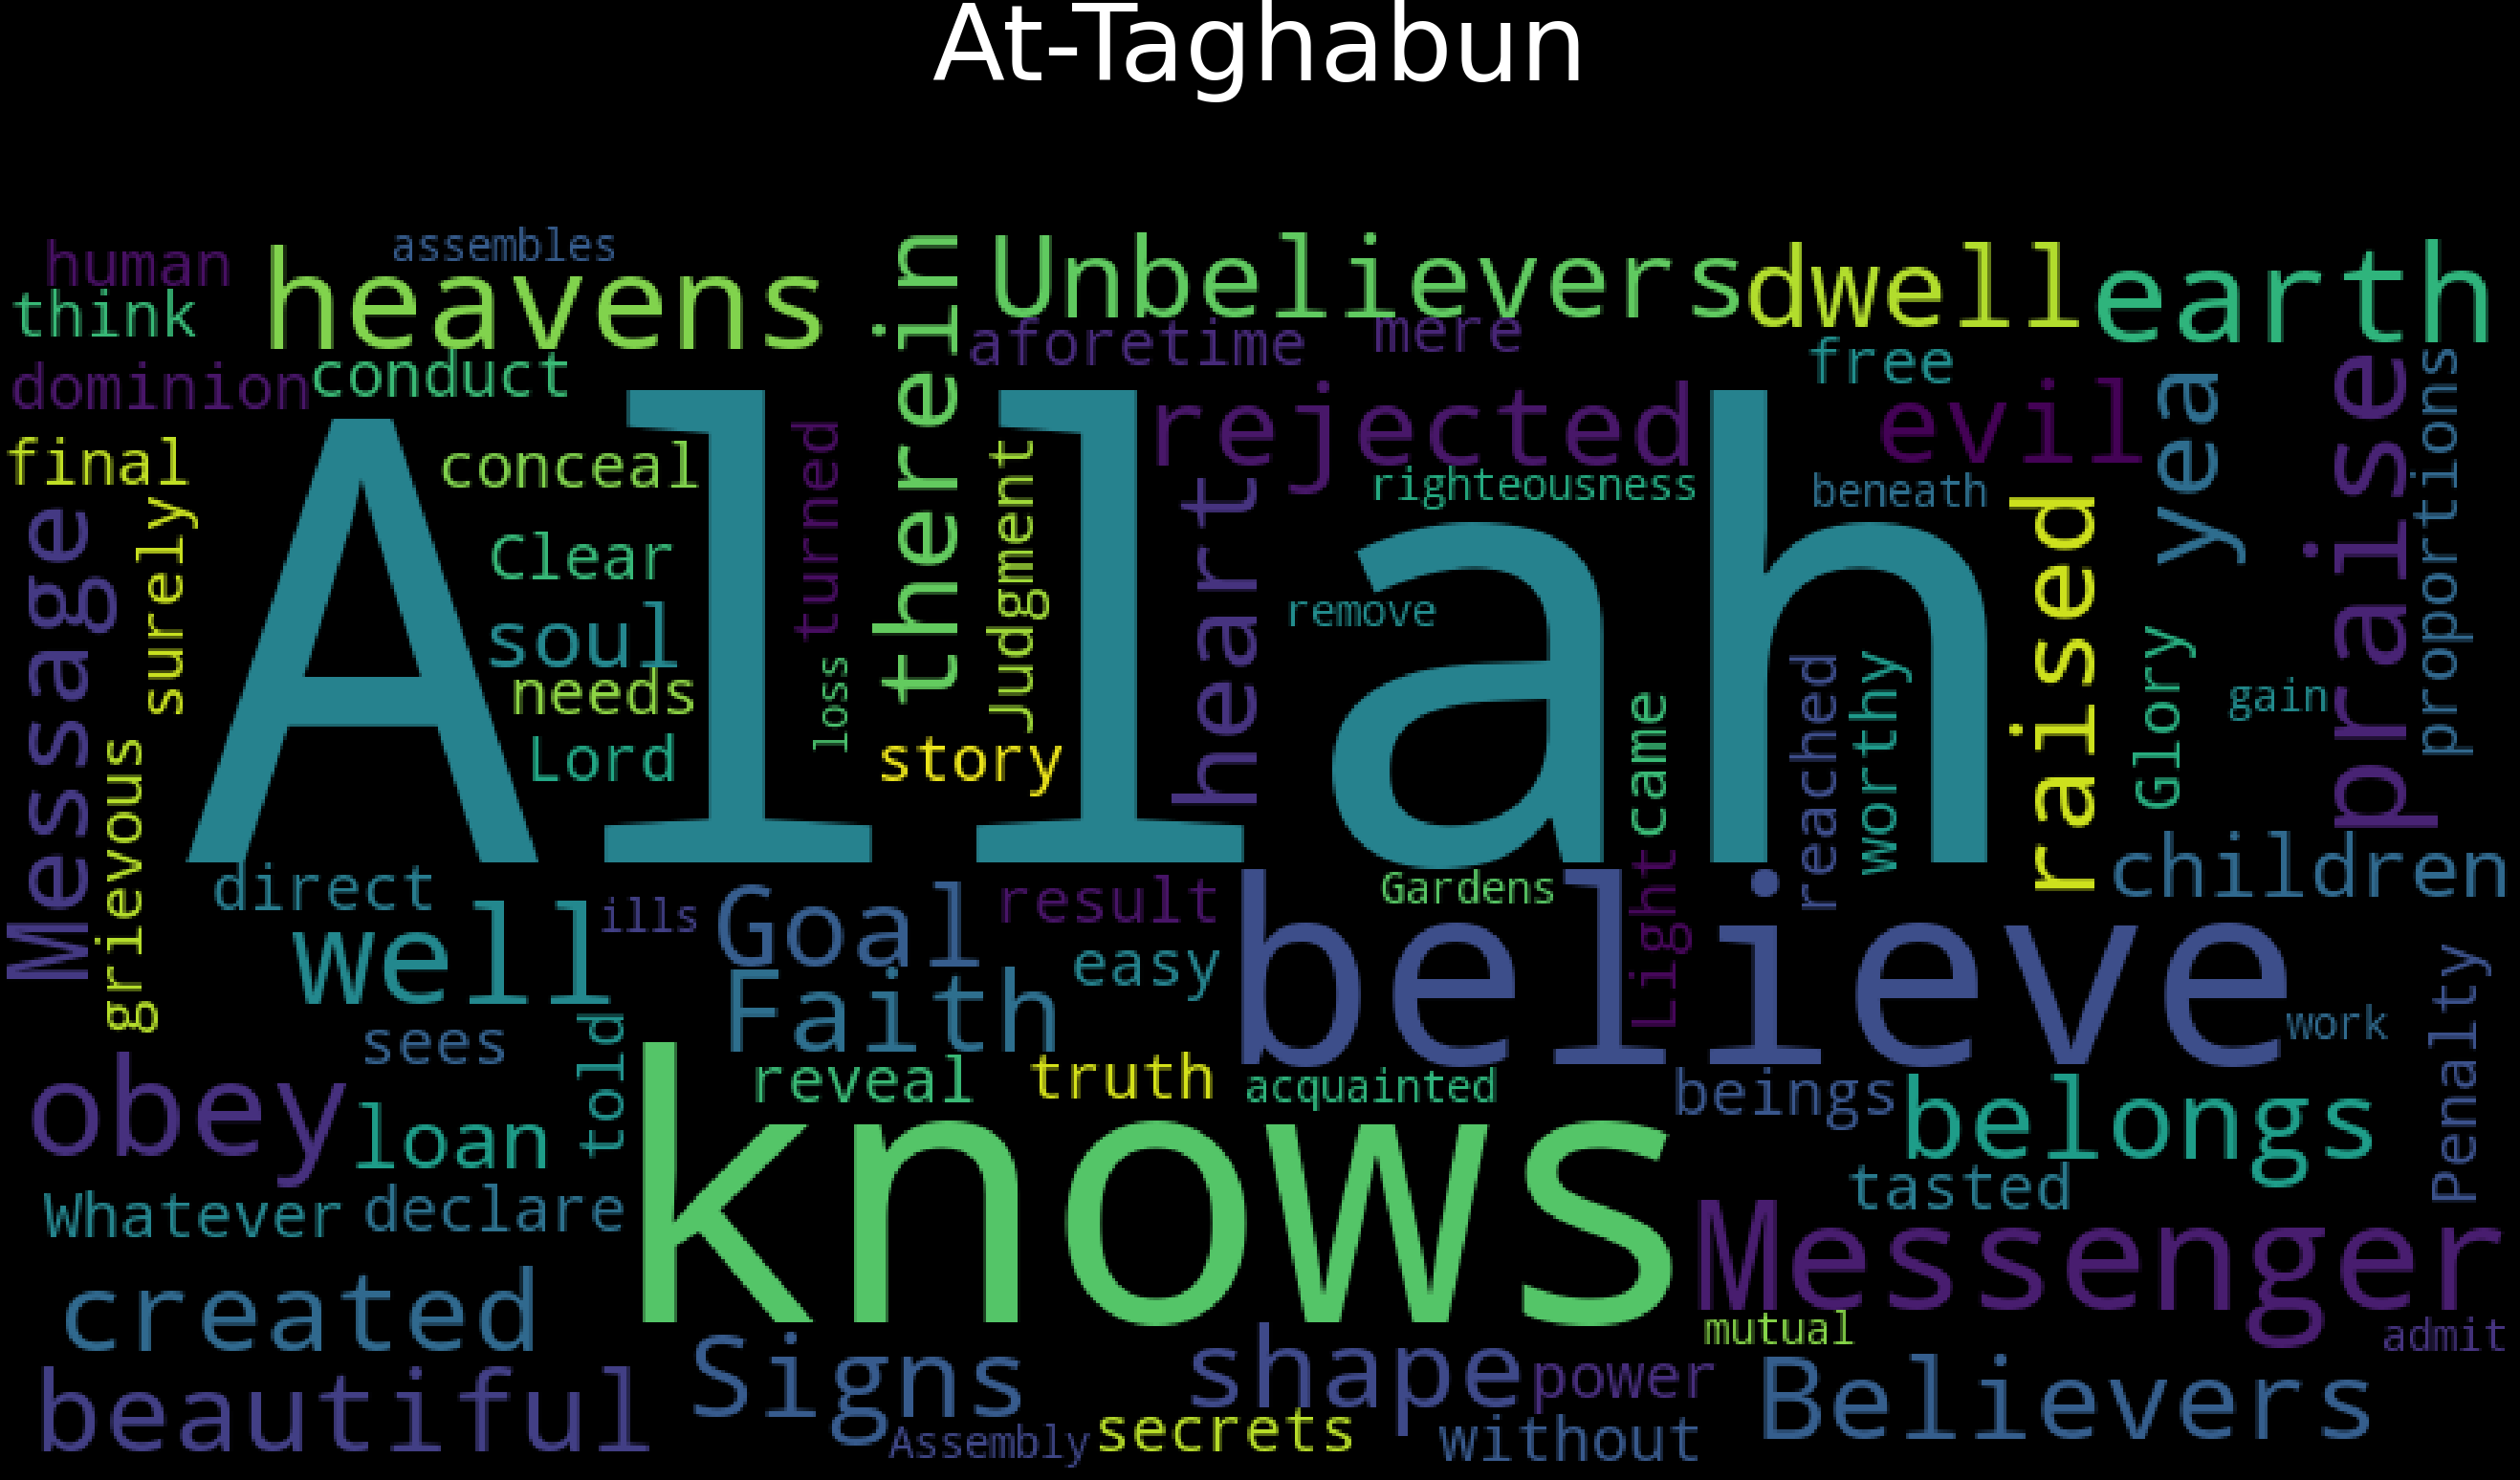 At-Taghabun
human
assembles
heavens
think
therein
Unbelievers
dwell
earth
aforetime
mere
free
dominion
conduct
rejected
evil
yea
praise
proportions
final
conceal
turned
Judgment
righteousness
beneath
raised
Message
surely
Allah
Clear
heart
soul
remove
needs
loss
Lord
story
came
reached
worthy
Glory
gain
grievous
children
direct
ills
Goal
result
Gardens
Light
well
easy
believe
Faith
sees
told
work
Penalty
obey
reveal
truth
acquainted
beings
loan
belongs
knows
tasted
Whatever
declare
Messenger
created
mutual
admit
Signs
shape
power
beautiful
Believers
Assembly
secrets
without